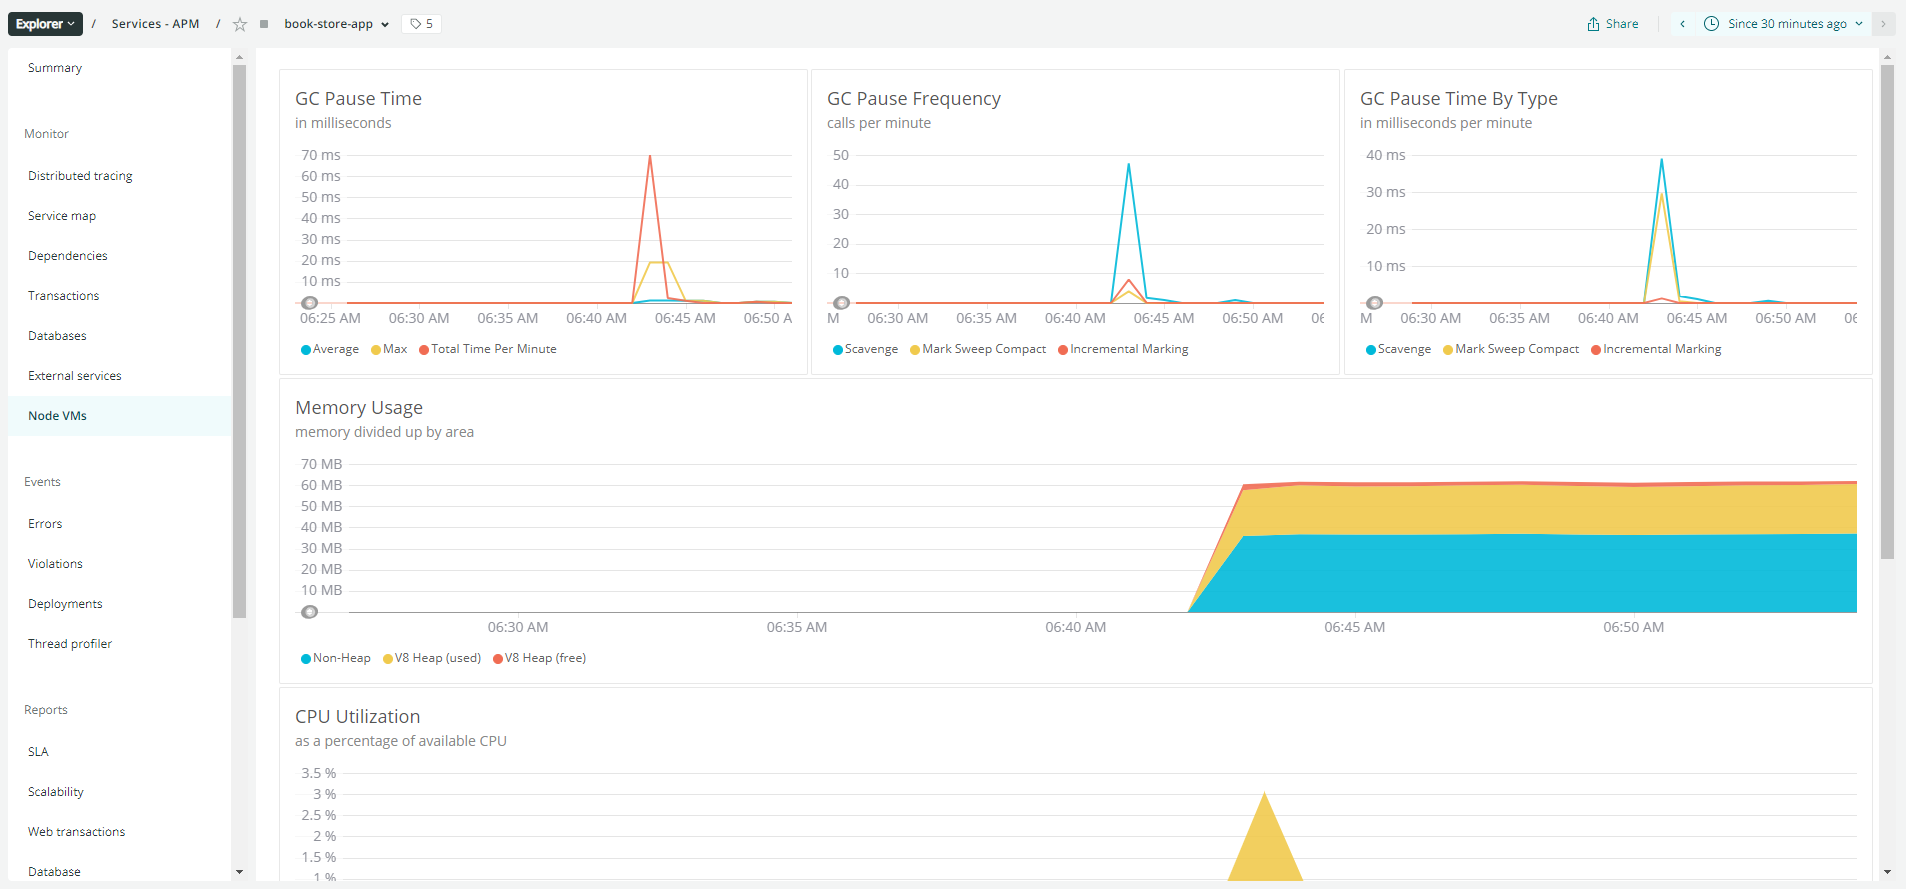 Explorer / Services - APM / book-store-app 5 Share Since 30 minutes ago
Summary
Monitor
Distributed tracing
Service map
Dependencies
Transactions
Databases
External services
Node VMs
Events
Errors
Violations
Deployments
Thread profiler
Reports
SLA
Scalability
Web transactions
Database
GC Pause Time
in milliseconds
70 ms
60 ms
50 ms
40 ms
30 ms
20 ms
10 ms
06:25 AM 06:30 AM 06:35 AM 06:40 AM 06:45 AM 06:50 A
Average Max Total Time Per Minute
GC Pause Frequency
calls per minute
50
40
30
20
10
M 06:30 AM 06:35 AM 06:40 AM 06:45 AM 06:50 AM
Scavenge Mark Sweep Compact Incremental Marking
GC Pause Time By Type
in milliseconds per minute
40 ms
30 ms
20 ms
10 ms
M 06:30 AM 06:35 AM 06:40 AM 06:45 AM 06:50 AM
Scavenge Mark Sweep Compact Incremental Marking
Memory Usage
memory divided up by area
70 MB
60 MB
50 MB
40 MB
30 MB
20 MB
10 MB
06:30 AM 06:35 AM 06:40 AM 06:45 AM 06:50 AM
Non-Heap V8 Heap (used) V8 Heap (free)
CPU Utilization
as a percentage of available CPU
3.5 %
3 %
2.5 %
2 %
1.5 %
1 %